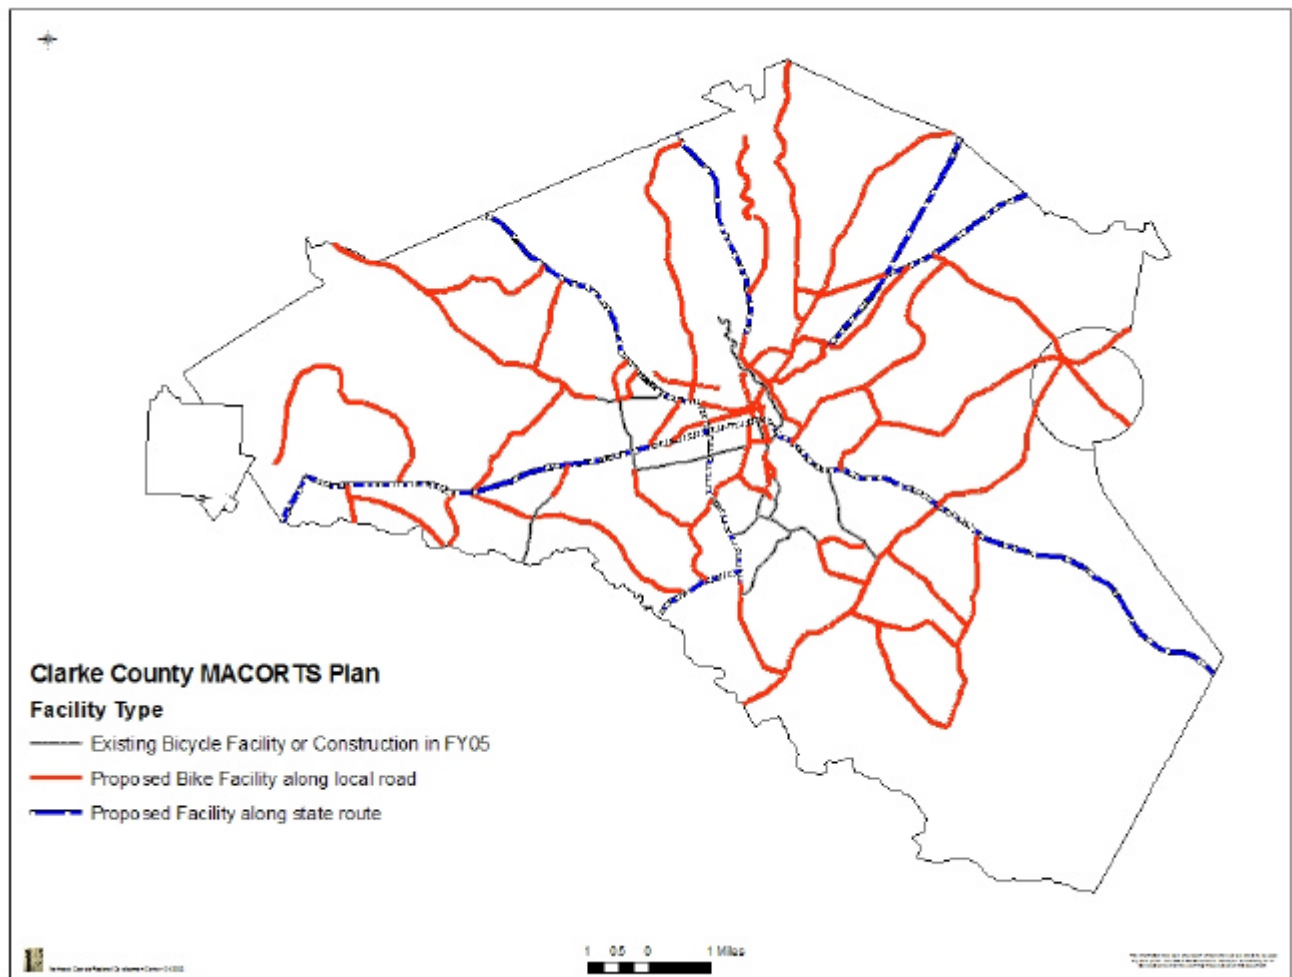 Clarke County MACORTS Plan
Facility Type
Existing Bicycle Facility or Construction in FY05
Proposed Bike Facility along local road
Proposed Facility along state route
1 0.5 0 1 Miles